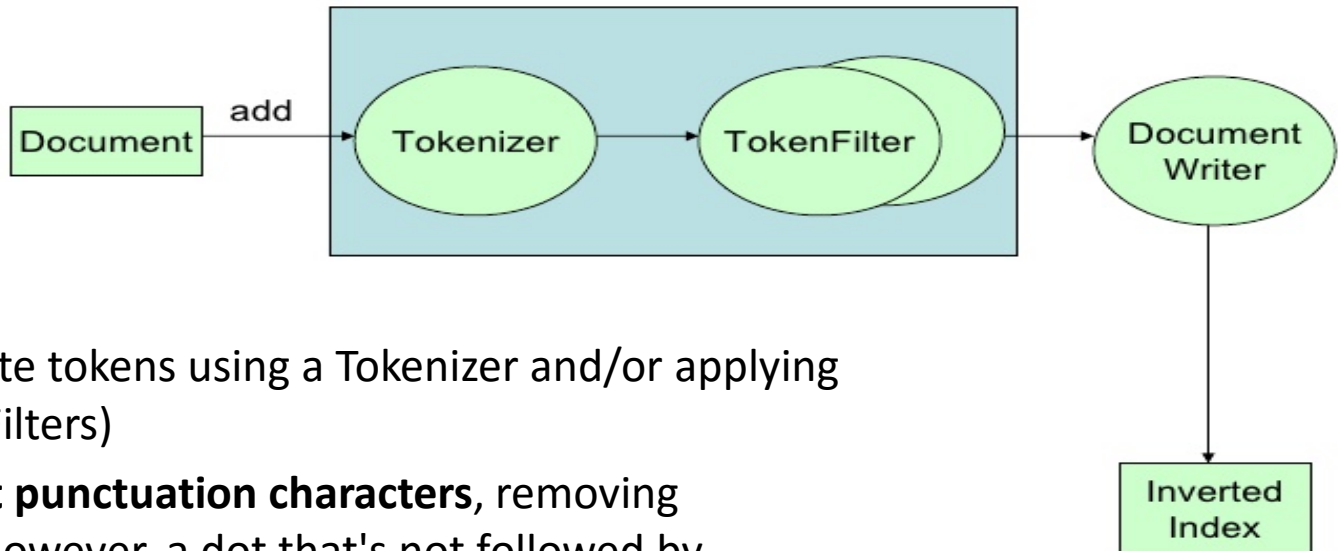 add
Document
Tokenizer
TokenFilter
Document
Writer
te tokens using a Tokenizer and/or applying
ilters)
punctuation characters, removing
a dot that's not followed by
Inverted
Index